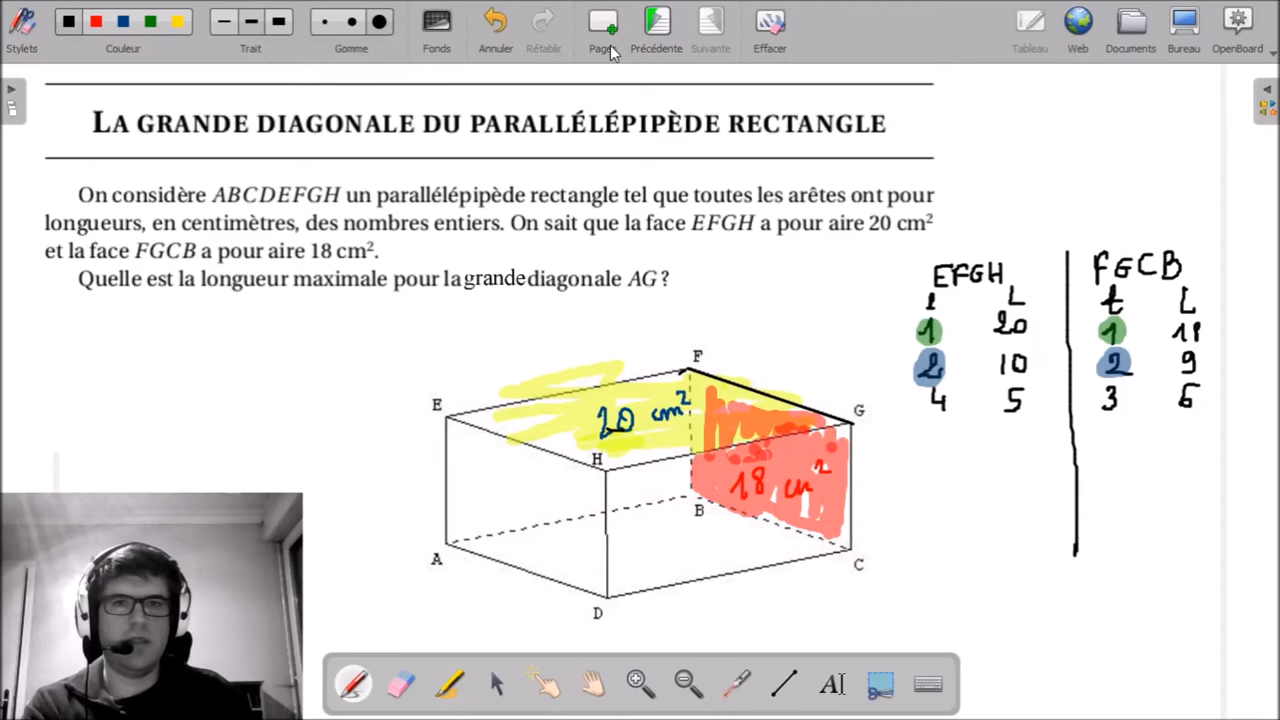 Stylets Couleur Trait Gomme Fonds Annuler Rétablir Pages Précédente Suivante Effacer Tableau Web Documents Bureau OpenBoard
LA GRANDE DIAGONALE DU PARALLÉLÉPIPÈDE RECTANGLE
On considère ABCDEFGH un parallélépipède rectangle tel que toutes les arêtes ont pour
longueurs, en centimètres, des nombres entiers. On sait que la face EFGH a pour aire 20 cm²
et la face FGCB a pour aire 18 cm².
Quelle est la longueur maximale pour la grande diagonale AG ?
EFGH FGCB
l L l L
1 20 1 18
2 10 2 9
4 5 3 6
F
E
G
20 cm²
H
18 cm²
B
A
C
D
AI